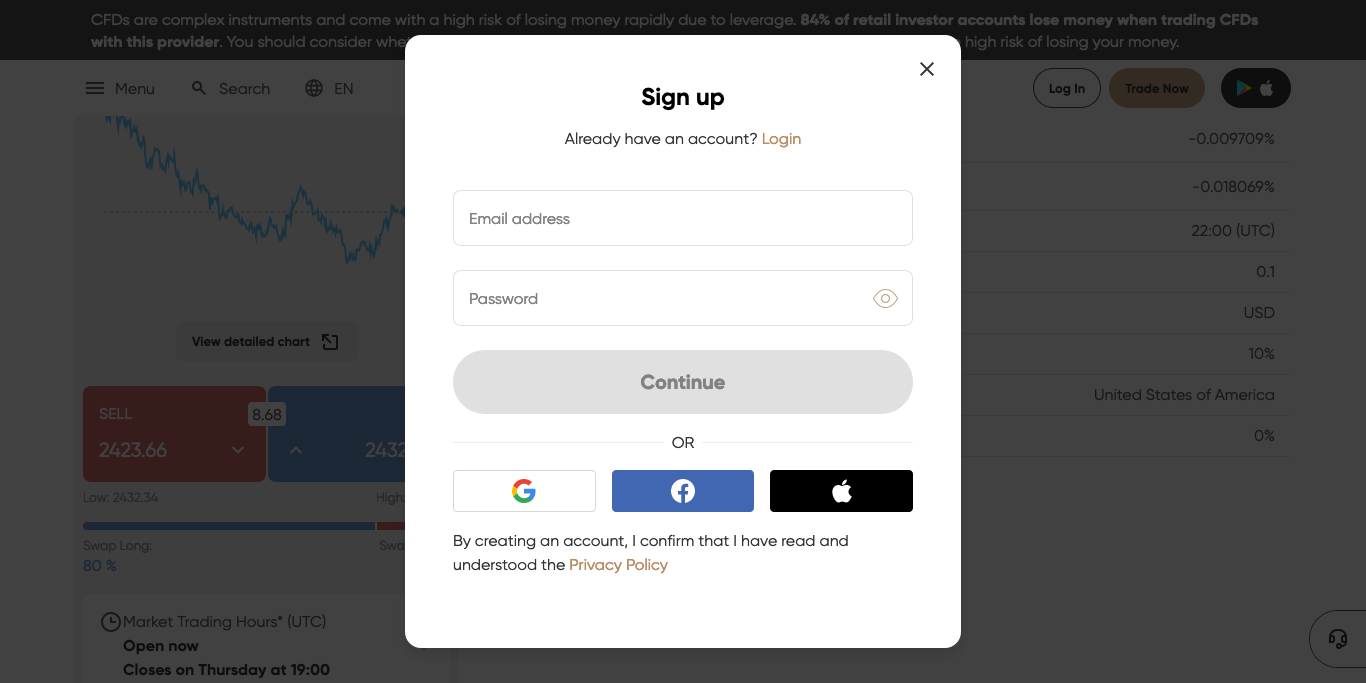 CFDs are complex instruments and come with a high risk of losing money rapidly due to leverage. 84% of retail investor accounts lose money when trading CFDs
with this provider. You should consider high risk of losing your money.
Menu Search EN Log In Trade Now
Sign up
Already have an account? Login
Email address
Password
Continue
OR
By creating an account, I confirm that I have read and
understood the Privacy Policy
View detailed chart
SELL
8.68
2423.66
2432
Low: 2432.34
High:
Swap Long:
80 %
Market Trading Hours* (UTC)
Open now
Closes on Thursday at 19:00
-0.009709%
-0.018069%
22:00 (UTC)
0.1
USD
10%
United States of America
0%